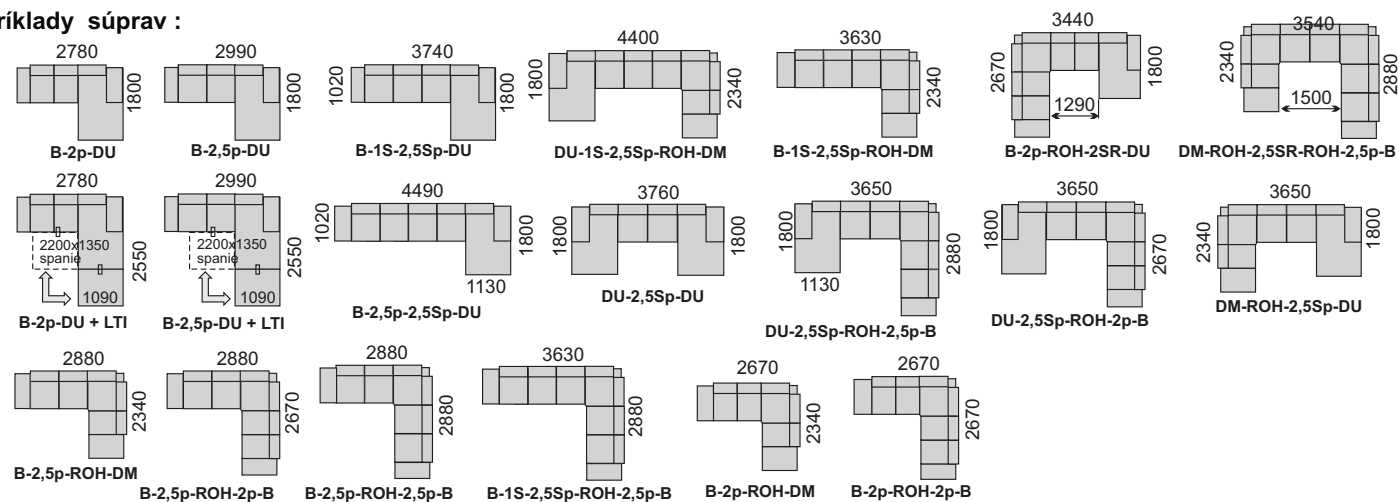 ríklady súprav :
2780
1800
B-2p-DU
2990
1800
B-2,5p-DU
3740
1020
1800
B-1S-2,5Sp-DU
4400
1800
2340
DU-1S-2,5Sp-ROH-DM
3630
2340
B-1S-2,5Sp-ROH-DM
3440
2670
1800
1290
B-2p-ROH-2SR-DU
3540
2340
2880
1500
DM-ROH-2,5SR-ROH-2,5p-B
2780
2200x1350
spanie
2550
1090
B-2p-DU + LTI
2990
2200x1350
spanie
2550
1090
B-2,5p-DU + LTI
4490
1020
1800
1130
B-2,5p-2,5Sp-DU
3760
1800
1800
DU-2,5Sp-DU
3650
1800
2880
1130
DU-2,5Sp-ROH-2,5p-B
3650
1800
2670
DU-2,5Sp-ROH-2p-B
3650
2340
1800
DM-ROH-2,5Sp-DU
2880
2340
B-2,5p-ROH-DM
2880
2670
B-2,5p-ROH-2p-B
2880
2880
B-2,5p-ROH-2,5p-B
3630
2880
B-1S-2,5Sp-ROH-2,5p-B
2670
2340
B-2p-ROH-DM
2670
2670
B-2p-ROH-2p-B